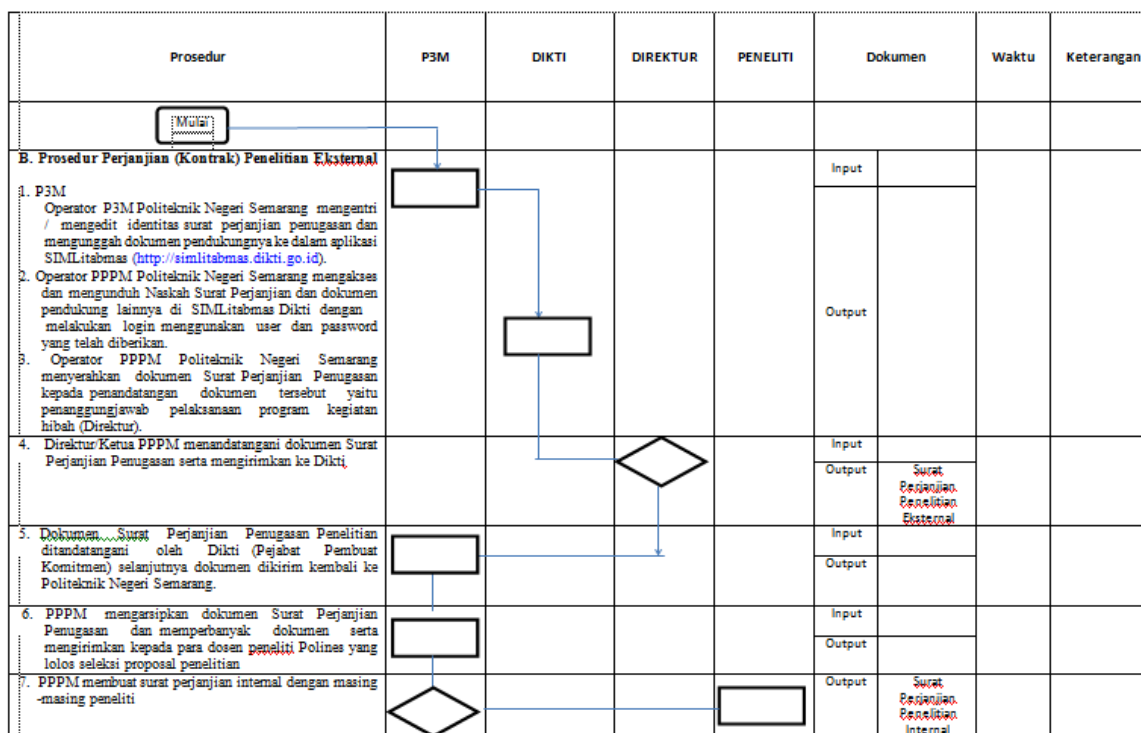 Prosedur P3M DIKTI DIREKTUR PENELITI Dokumen Waktu Keterangan
Mulai
B. Prosedur Perjanjian (Kontrak) Penelitian Eksternal
Input
1. P3M
Operator P3M Politeknik Negeri Semarang mengentri
/ mengedit identitas surat perjanjian penugasan dan
mengunggah dokumen pendukungnya ke dalam aplikasi
SIMLitabmas (http://simlitabmas.dikti.go.id).
2. Operator PPPM Politeknik Negeri Semarang mengakses
dan mengunduh Naskah Surat Perjanjian dan dokumen
pendukung lainnya di SIMLitabmas Dikti dengan
melakukan login menggunakan user dan password
yang telah diberikan.
Output
3. Operator PPPM Politeknik Negeri Semarang
menyerahkan dokumen Surat Perjanjian Penugasan
kepada penandatangan dokumen tersebut yaitu
penanggungjawab pelaksanaan program kegiatan
hibah (Direktur).
4. Direktur/Ketua PPPM menandatangani dokumen Surat
Perjanjian Penugasan serta mengirimkan ke Dikti
Input
Output
Surat
Perjanjian
Penelitian
Eksternal
5. Dokumen Surat Perjanjian Penugasan Penelitian
ditandatangani oleh Dikti (Pejabat Pembuat
Komitmen) selanjutnya dokumen dikirim kembali ke
Politeknik Negeri Semarang.
Input
Output
6. PPPM mengarsipkan dokumen Surat Perjanjian
Penugasan dan memperbanyak dokumen serta
mengirimkan kepada para dosen peneliti Polines yang
lolos seleksi proposal penelitian
Input
Output
7. PPPM membuat surat perjanjian internal dengan masing
-masing peneliti
Output
Surat
Perjanjian
Penelitian
Internal